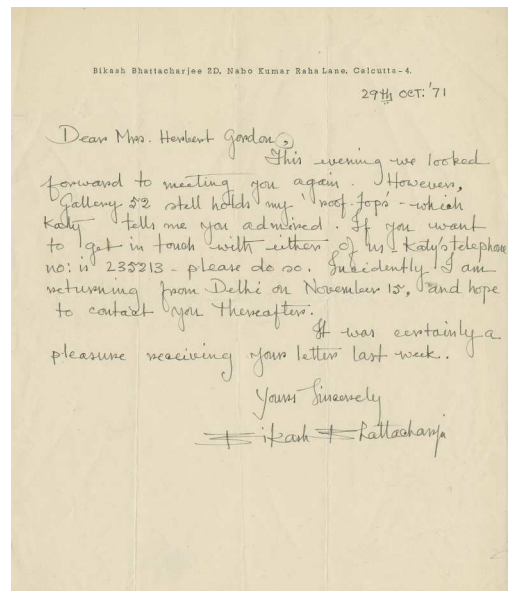 Bikash Bhattacharjee 2D, Nabo Kumar Raha Lane, Calcutta-4.
29th OCT: '71
Dear Mrs. Herbert Gordon,
This evening we looked
forward to meeting you again. However,
Gallery 52 still holds my 'roof-tops - which
Katy tells me you admired. If you want
to get in touch with either of us Katy's telephone
no: is 235213 - please do so. Incidently I am
returning from Delhi on November 15, and hope
to contact you thereafter.
It was certainly a
pleasure receiving your letter last week.
Yours Sincerely
Bikash Bhattacharje